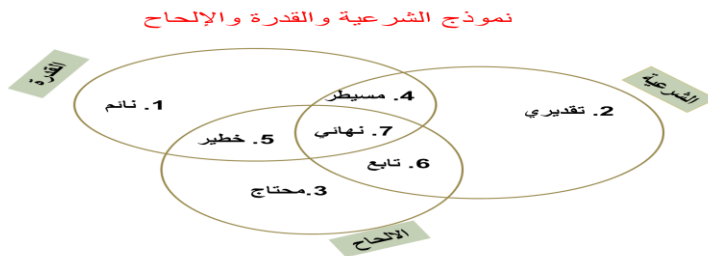 نموذج الشرعية والقدرة والإلحاح
القدرة
الشرعية
4. مسيطر
1. نائم
2. تقديري
7. نهائي
5. خطير
6. تابع
3.محتاج
الالحاح